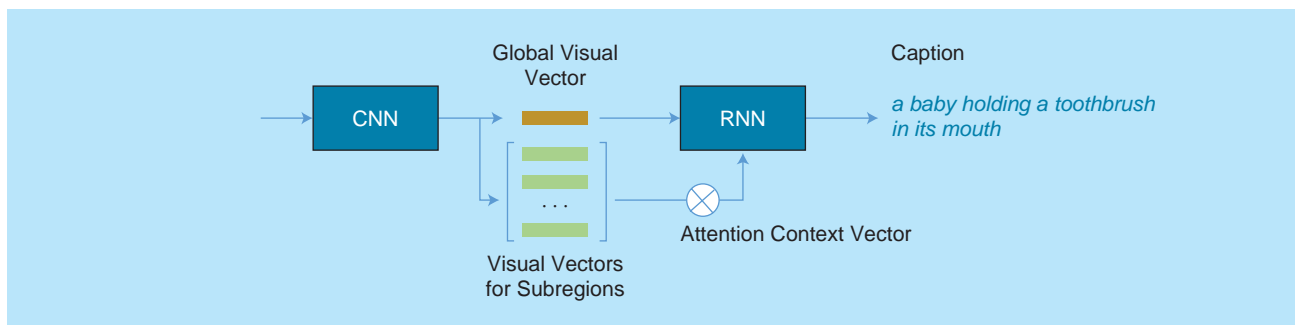 Global Visual
Vector
Caption
CNN
RNN
a baby holding a toothbrush
in its mouth
. . .
Attention Context Vector
Visual Vectors
for Subregions